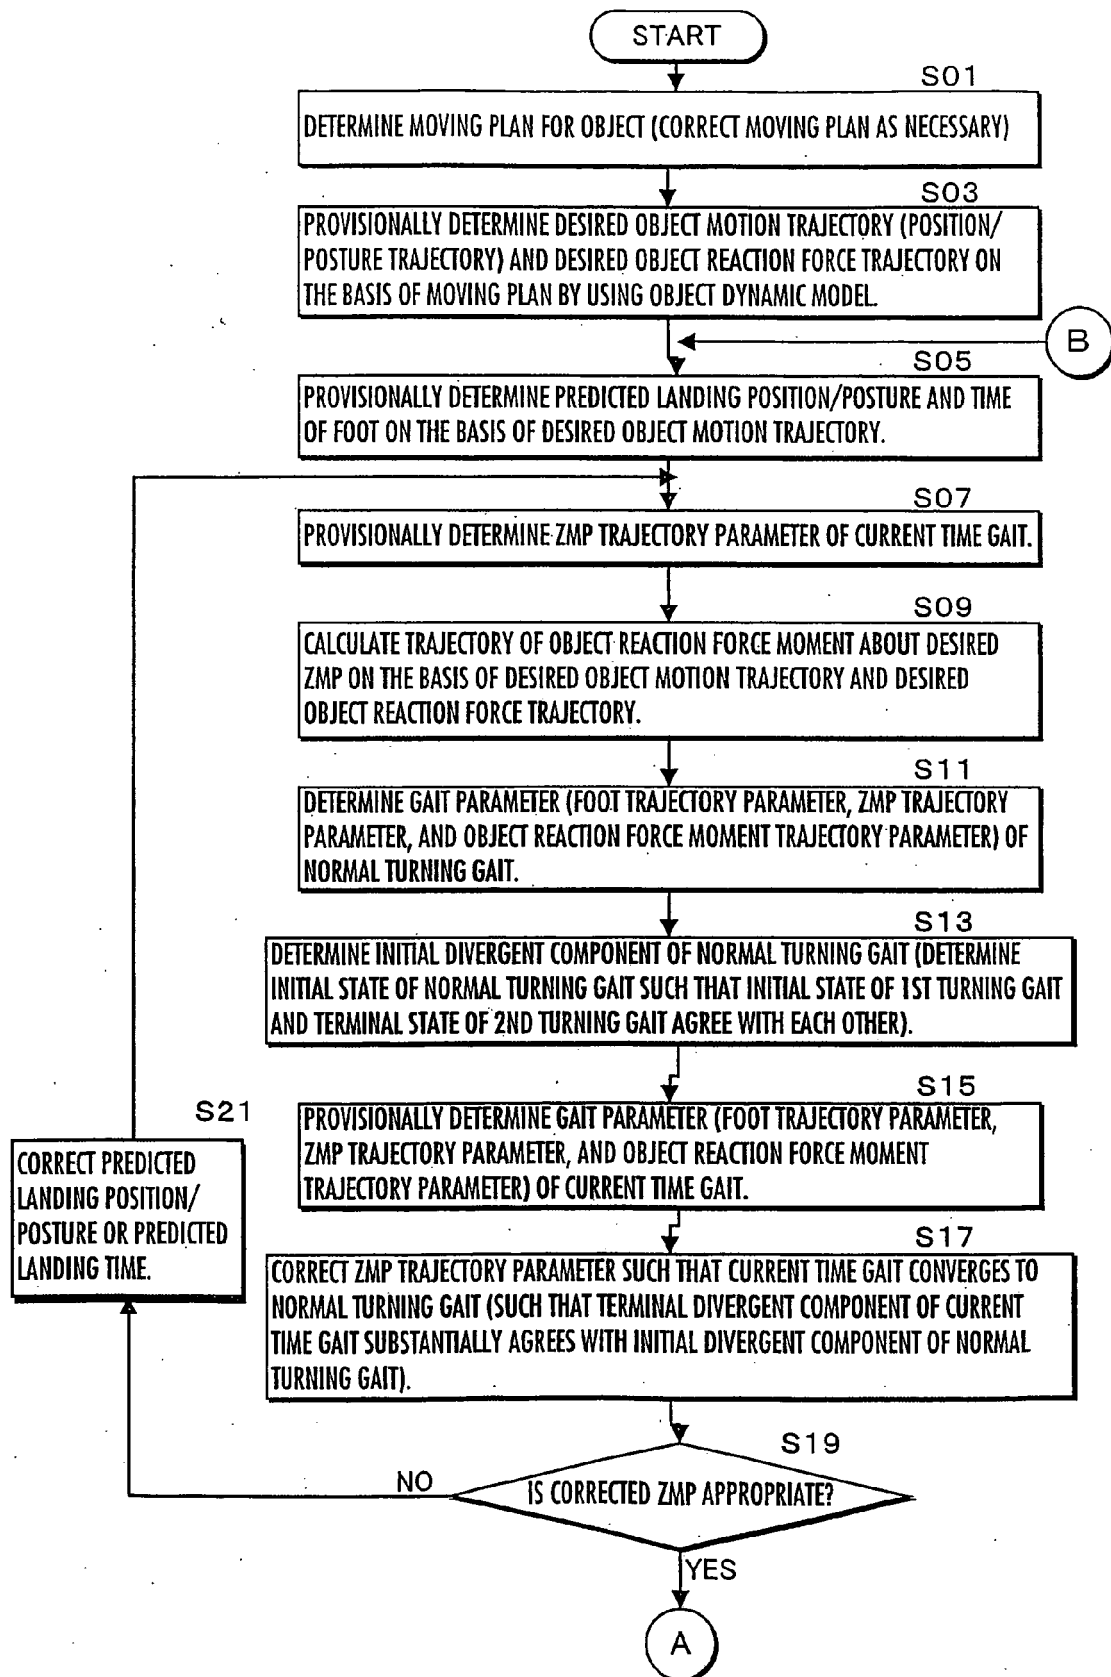 START
S01
DETERMINE MOVING PLAN FOR OBJECT (CORRECT MOVING PLAN AS NECESSARY)
S03
PROVISIONALLY DETERMINE DESIRED OBJECT MOTION TRAJECTORY (POSITION/
POSTURE TRAJECTORY) AND DESIRED OBJECT REACTION FORCE TRAJECTORY ON
THE BASIS OF MOVING PLAN BY USING OBJECT DYNAMIC MODEL.
B
S05
PROVISIONALLY DETERMINE PREDICTED LANDING POSITION/POSTURE AND TIME
OF FOOT ON THE BASIS OF DESIRED OBJECT MOTION TRAJECTORY.
S07
PROVISIONALLY DETERMINE ZMP TRAJECTORY PARAMETER OF CURRENT TIME GAIT.
S09
CALCULATE TRAJECTORY OF OBJECT REACTION FORCE MOMENT ABOUT DESIRED
ZMP ON THE BASIS OF DESIRED OBJECT MOTION TRAJECTORY AND DESIRED
OBJECT REACTION FORCE TRAJECTORY.
S11
DETERMINE GAIT PARAMETER (FOOT TRAJECTORY PARAMETER, ZMP TRAJECTORY
PARAMETER, AND OBJECT REACTION FORCE MOMENT TRAJECTORY PARAMETER) OF
NORMAL TURNING GAIT.
S13
DETERMINE INITIAL DIVERGENT COMPONENT OF NORMAL TURNING GAIT (DETERMINE
INITIAL STATE OF NORMAL TURNING GAIT SUCH THAT INITIAL STATE OF 1ST TURNING GAIT
AND TERMINAL STATE OF 2ND TURNING GAIT AGREE WITH EACH OTHER).
S15
PROVISIONALLY DETERMINE GAIT PARAMETER (FOOT TRAJECTORY PARAMETER,
ZMP TRAJECTORY PARAMETER, AND OBJECT REACTION FORCE MOMENT
TRAJECTORY PARAMETER) OF CURRENT TIME GAIT.
S21
CORRECT PREDICTED
LANDING POSITION/
POSTURE OR PREDICTED
LANDING TIME.
S17
CORRECT ZMP TRAJECTORY PARAMETER SUCH THAT CURRENT TIME GAIT CONVERGES TO
NORMAL TURNING GAIT (SUCH THAT TERMINAL DIVERGENT COMPONENT OF CURRENT
TIME GAIT SUBSTANTIALLY AGREES WITH INITIAL DIVERGENT COMPONENT OF NORMAL
TURNING GAIT).
S19
NO
IS CORRECTED ZMP APPROPRIATE?
YES
A